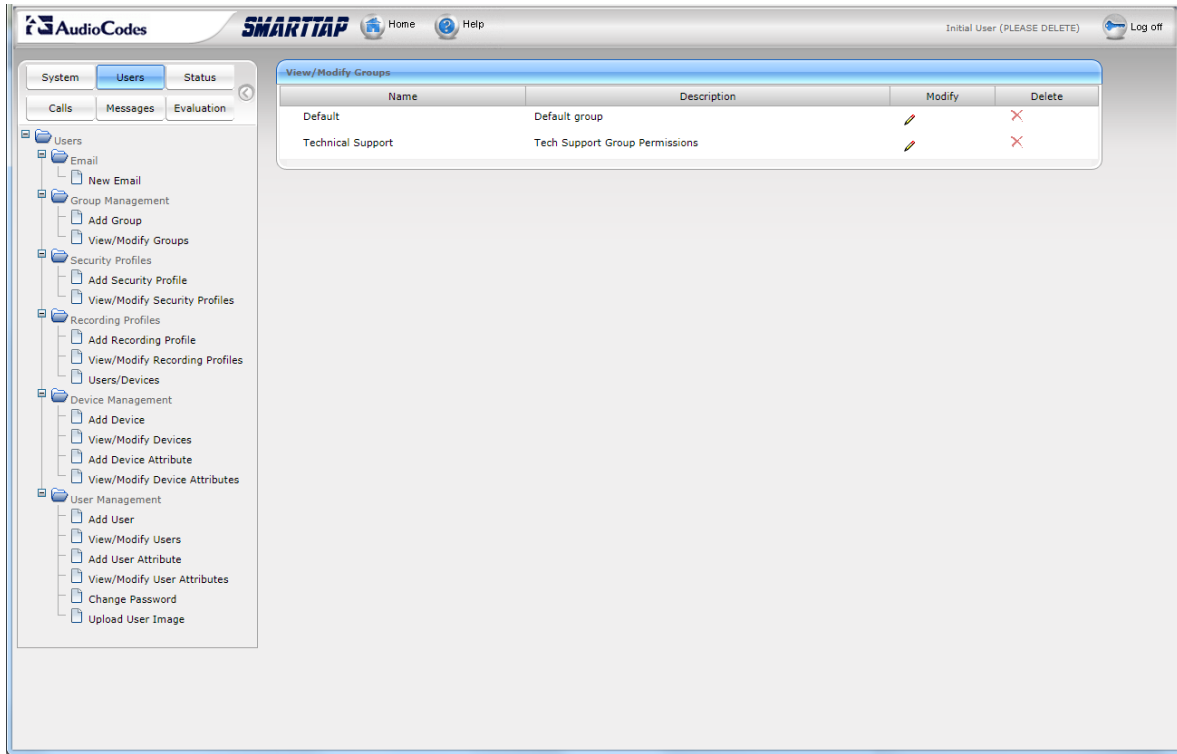 AudioCodes SMARTTAP Home Help Initial User (PLEASE DELETE) Log off
System Users Status
Calls Messages Evaluation
Users
Email
New Email
Group Management
Add Group
View/Modify Groups
Security Profiles
Add Security Profile
View/Modify Security Profiles
Recording Profiles
Add Recording Profile
View/Modify Recording Profiles
Users/Devices
Device Management
Add Device
View/Modify Devices
Add Device Attribute
View/Modify Device Attributes
User Management
Add User
View/Modify Users
Add User Attribute
View/Modify User Attributes
Change Password
Upload User Image
View/Modify Groups
Name Description Modify Delete
Default Default group
Technical Support Tech Support Group Permissions